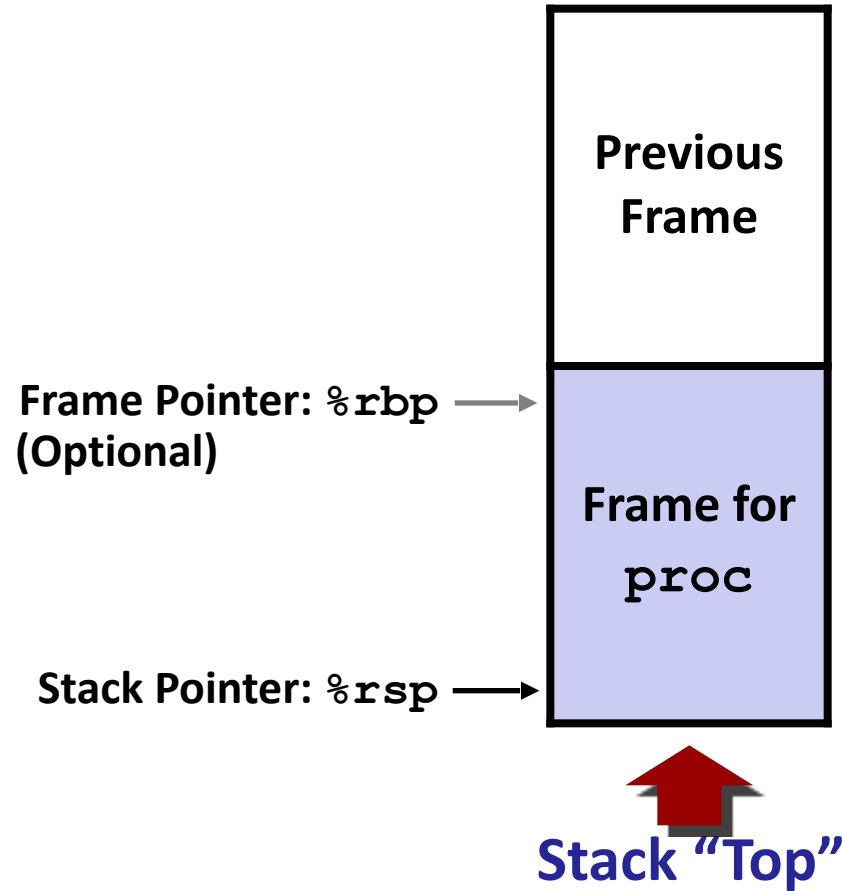 Previous
Frame
Frame Pointer: %rbp
(Optional)
Frame for
proc
Stack Pointer: %rsp
Stack “Top”